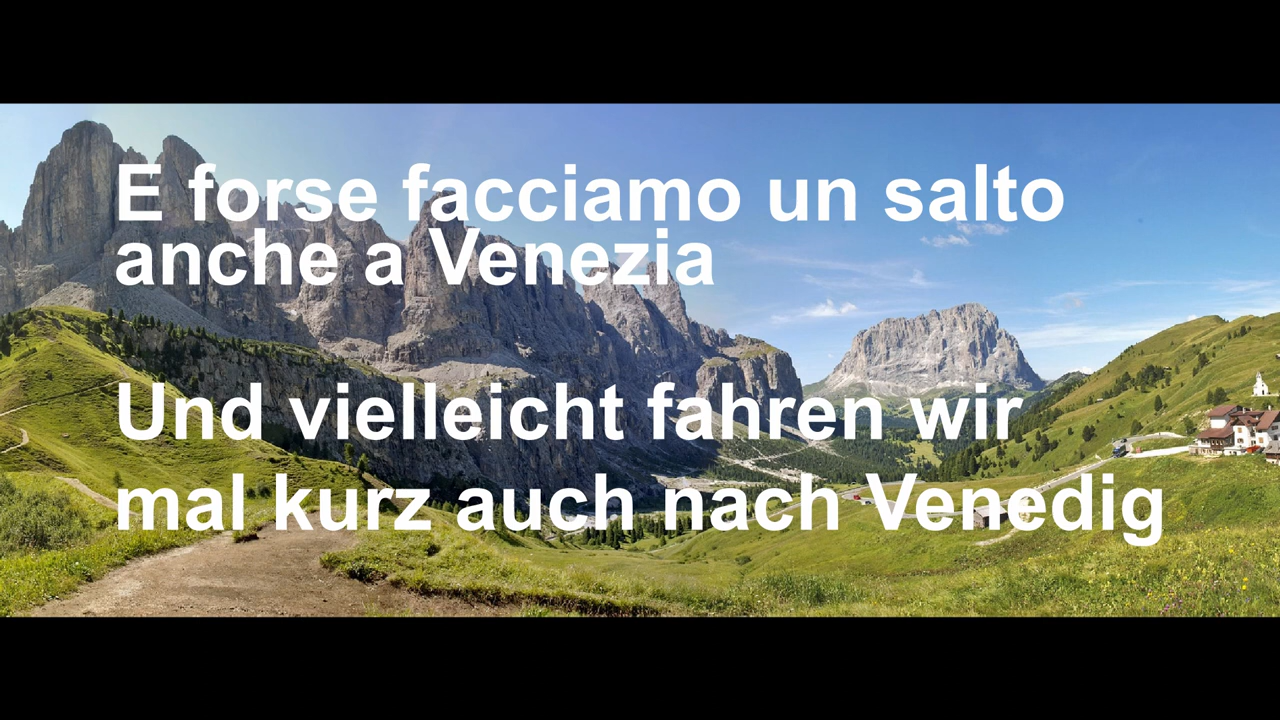 E forse facciamo un salto
anche a Venezia
Und vielleicht fahren wir
mal kurz auch nach Venedig